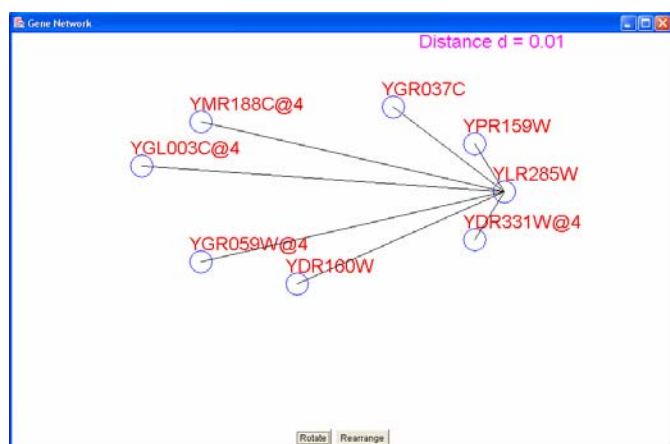 Gene Network
Distance d = 0.01
YMR188C@4
YGR037C
YPR159W
YGL003C@4
YLR285W
YDR331W@4
YGR059W@4
YDR160W
Rotate
Rearrange